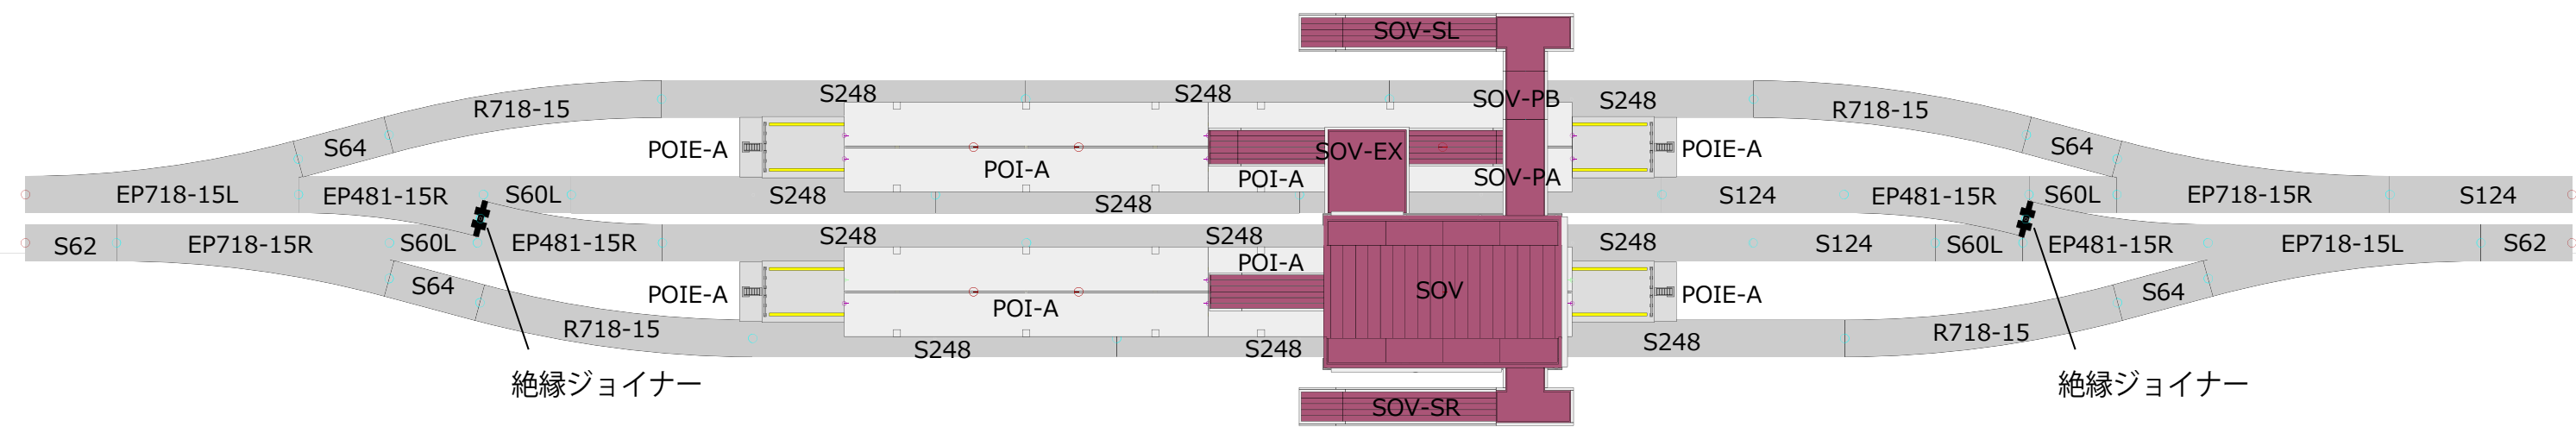 SOV-SL
S248
S248
SOV-PB
S248
R718-15
R718-15
S64
POIE-A
POI-A
SOV-EX
POIE-A
S64
POI-A
SOV-PA
EP718-15L
EP481-15R
S60L
S248
S248
S124
EP481-15R
S60L
EP718-15R
S124
S62
EP718-15R
S60L
EP481-15R
S248
S248
S248
S124
S60L
EP481-15R
EP718-15L
S62
POI-A
S64
POIE-A
POI-A
SOV
POIE-A
S64
R718-15
S248
S248
S248
R718-15
絶縁ジョイナー
絶縁ジョイナー
SOV-SR